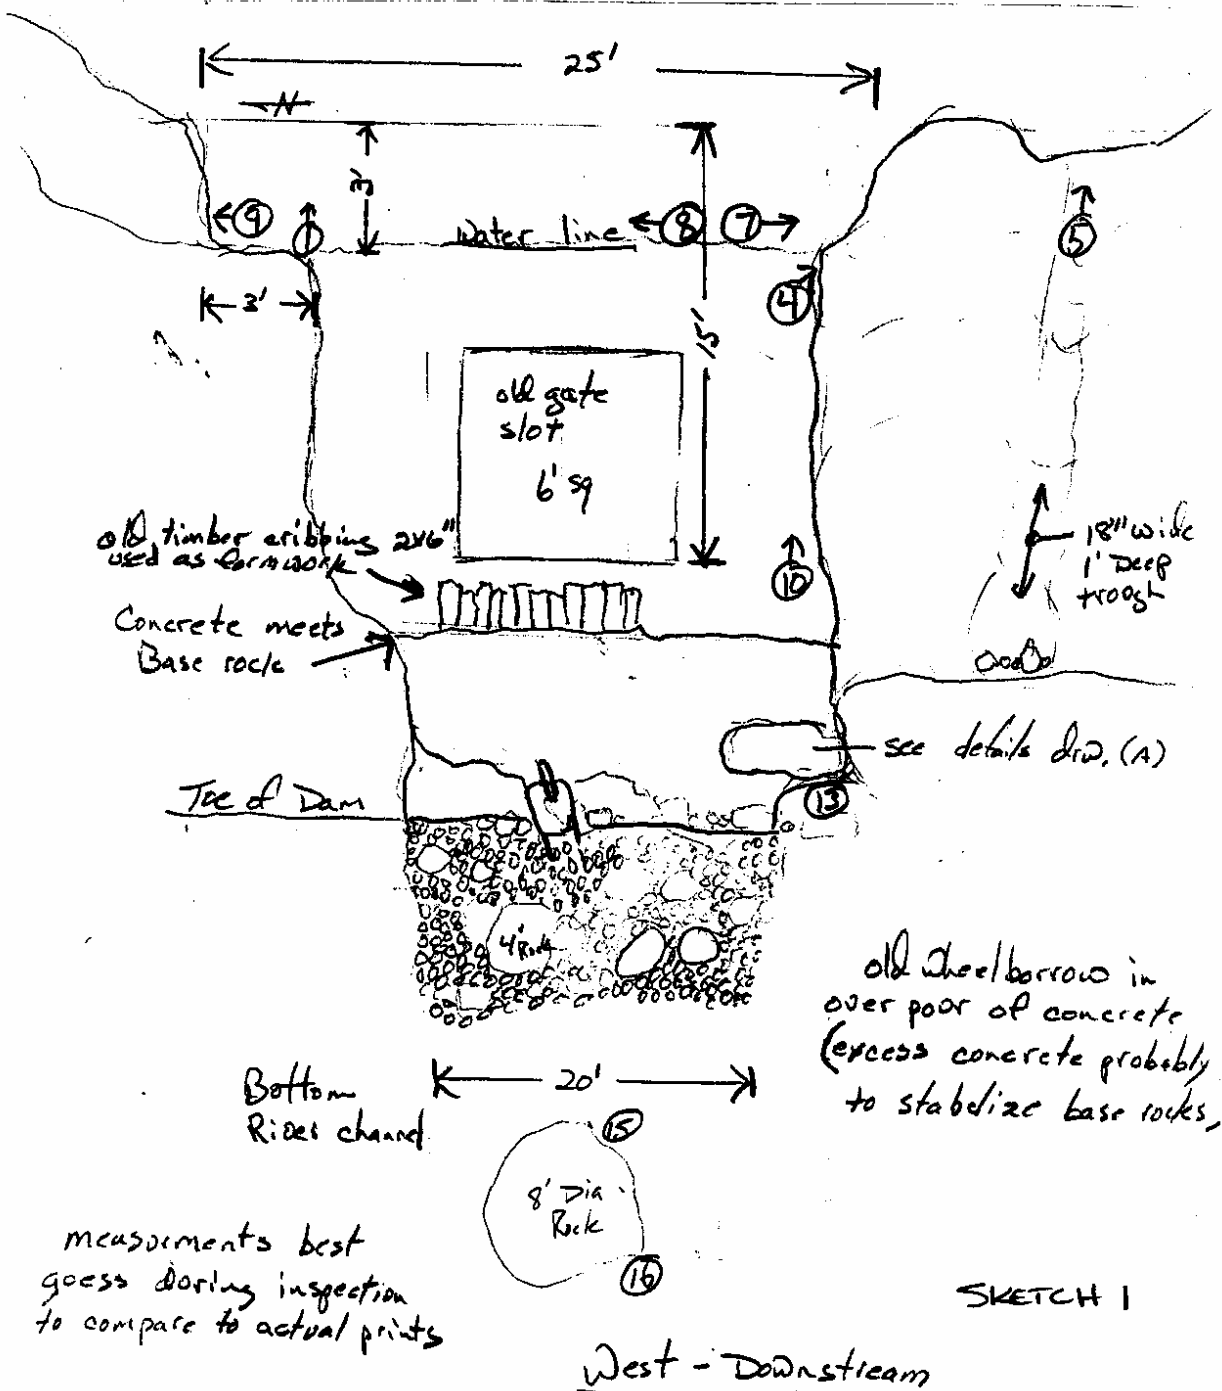 25'
N
3'
9
1
Water line
8
7
5
3'
4
15'
old gate
slot
6' sq
old timber cribbing 2x6"
used as formwork
10
18" wide
1' Deep
trough
Concrete meets
Base rock
see details drw. (A)
Toe of Dam
13
4' Rock
old wheelborrow in
over poor of concrete
(excess concrete probably
to stabelize base rocks,
Bottom
River channel
20'
15
8' Dia
Rock
16
measurments best
guess during inspection
to compare to actual prints
SKETCH 1
West - Downstream